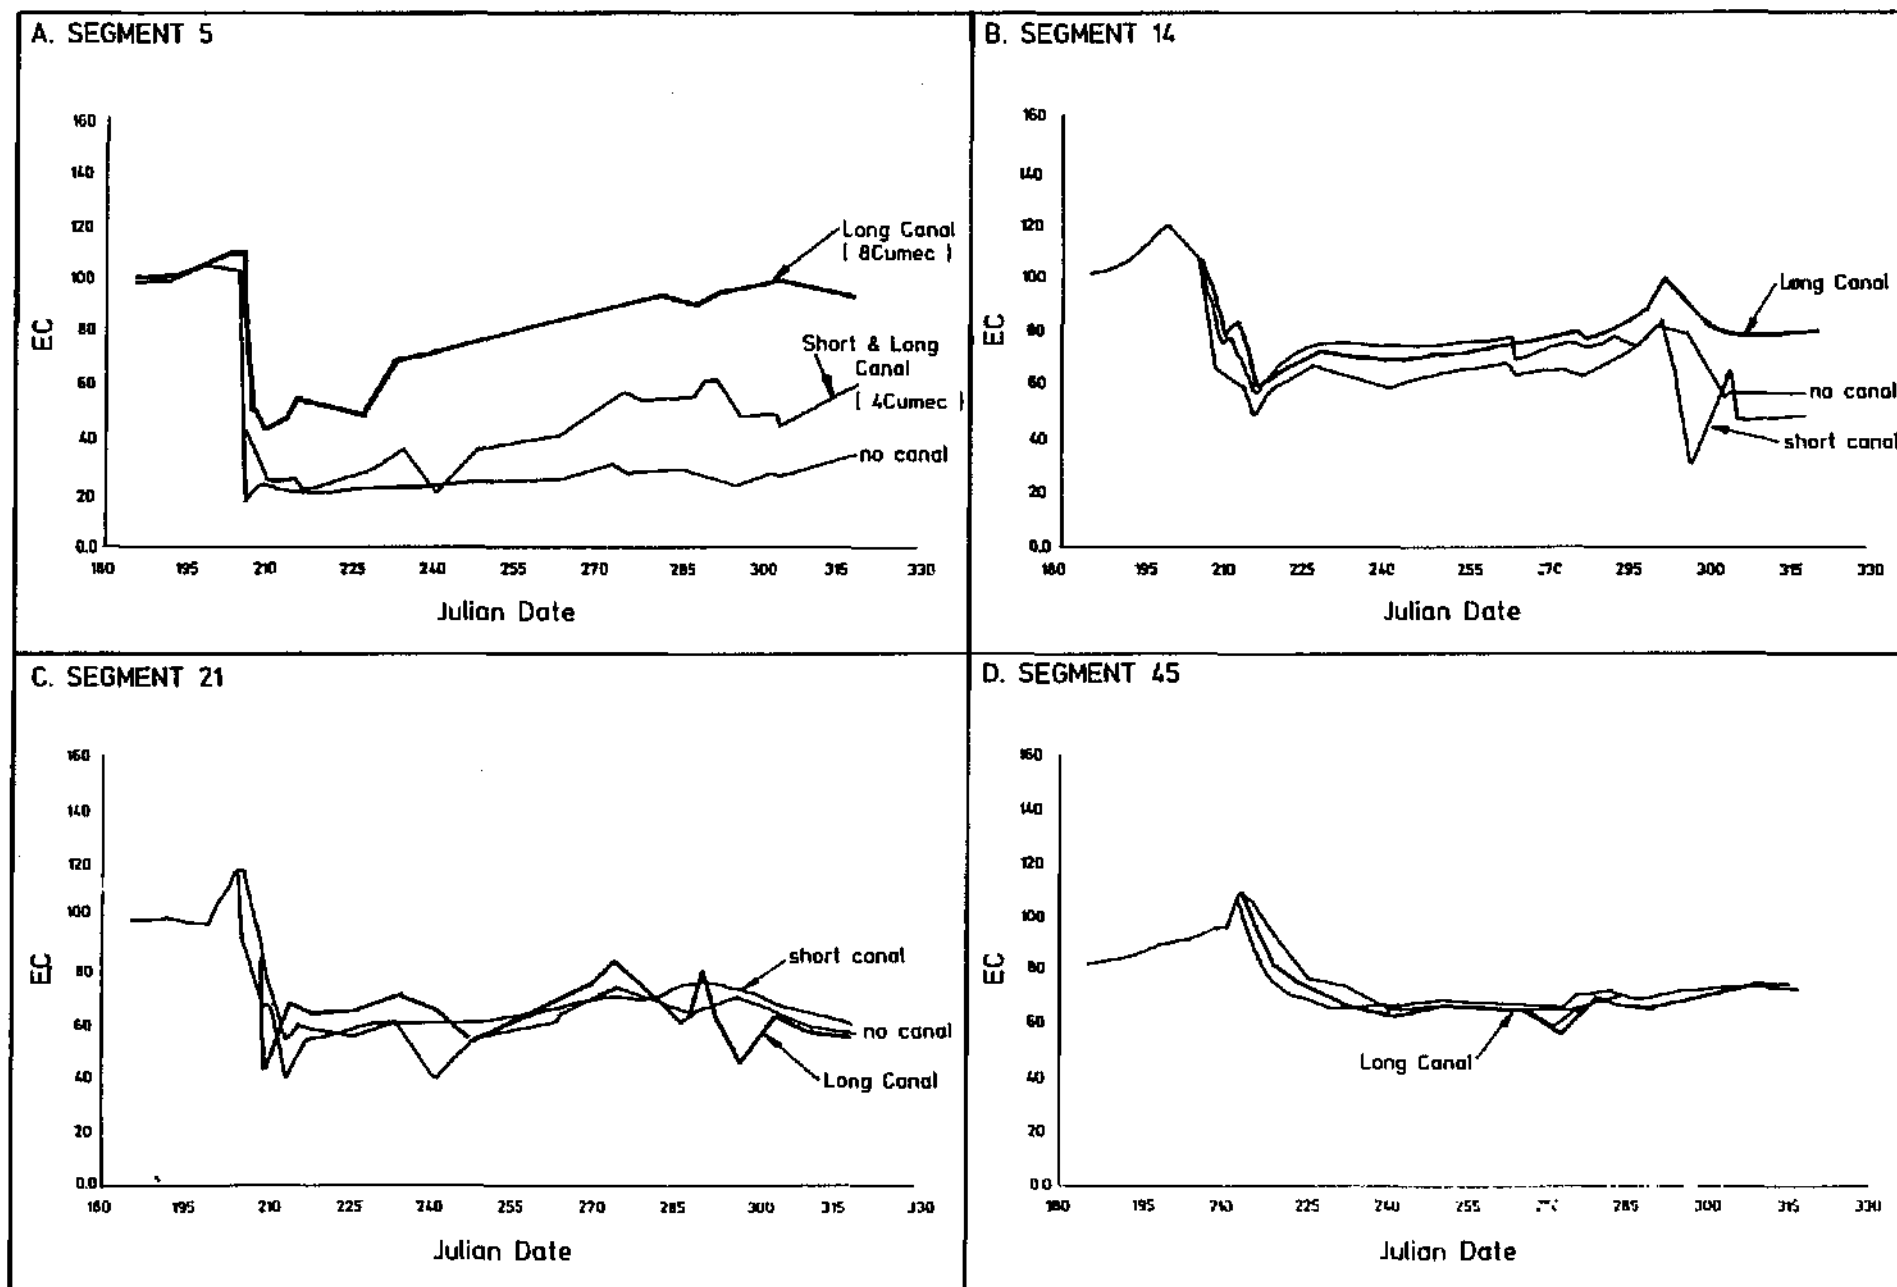 A. SEGMENT 5
160
140
120
100
80
60
40
20
0.0
EC
180 195 210 225 240 255 270 285 300 315 330
Julian Date
Long Canal
( 8Cumec )
Short & Long
Canal
( 4Cumec )
no canal
B. SEGMENT 14
160
140
120
100
80
60
40
20
0.0
EC
180 195 210 225 240 255 270 295 300 315 330
Julian Date
Long Canal
no canal
short canal
C. SEGMENT 21
160
140
120
100
80
60
40
20
0.0
EC
180 195 210 225 240 255 270 285 300 315 330
Julian Date
short canal
no canal
Long Canal
D. SEGMENT 45
160
140
120
100
80
60
40
20
0.0
EC
180 195 210 225 240 255 285 300 315 330
Julian Date
Long Canal